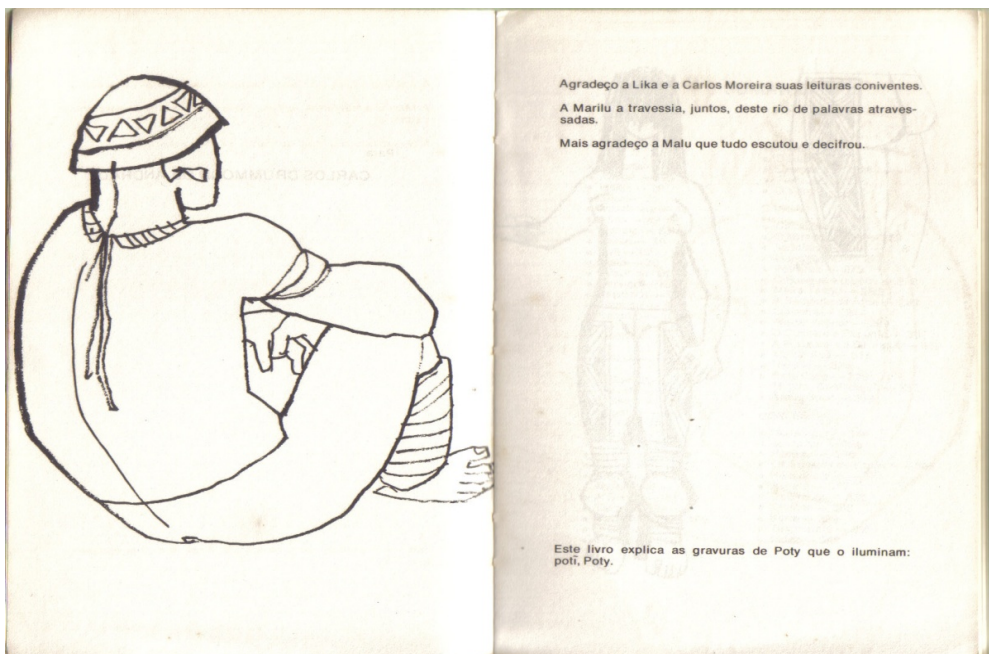 Agradeço a Lika e a Carlos Moreira suas leituras coniventes.
A Marilu a travessia, juntos, deste rio de palavras atraves-
sadas.
Mais agradeço a Malu que tudo escutou e decifrou.
Este livro explica as gravuras de Poty que o iluminam:
potĩ, Poty.